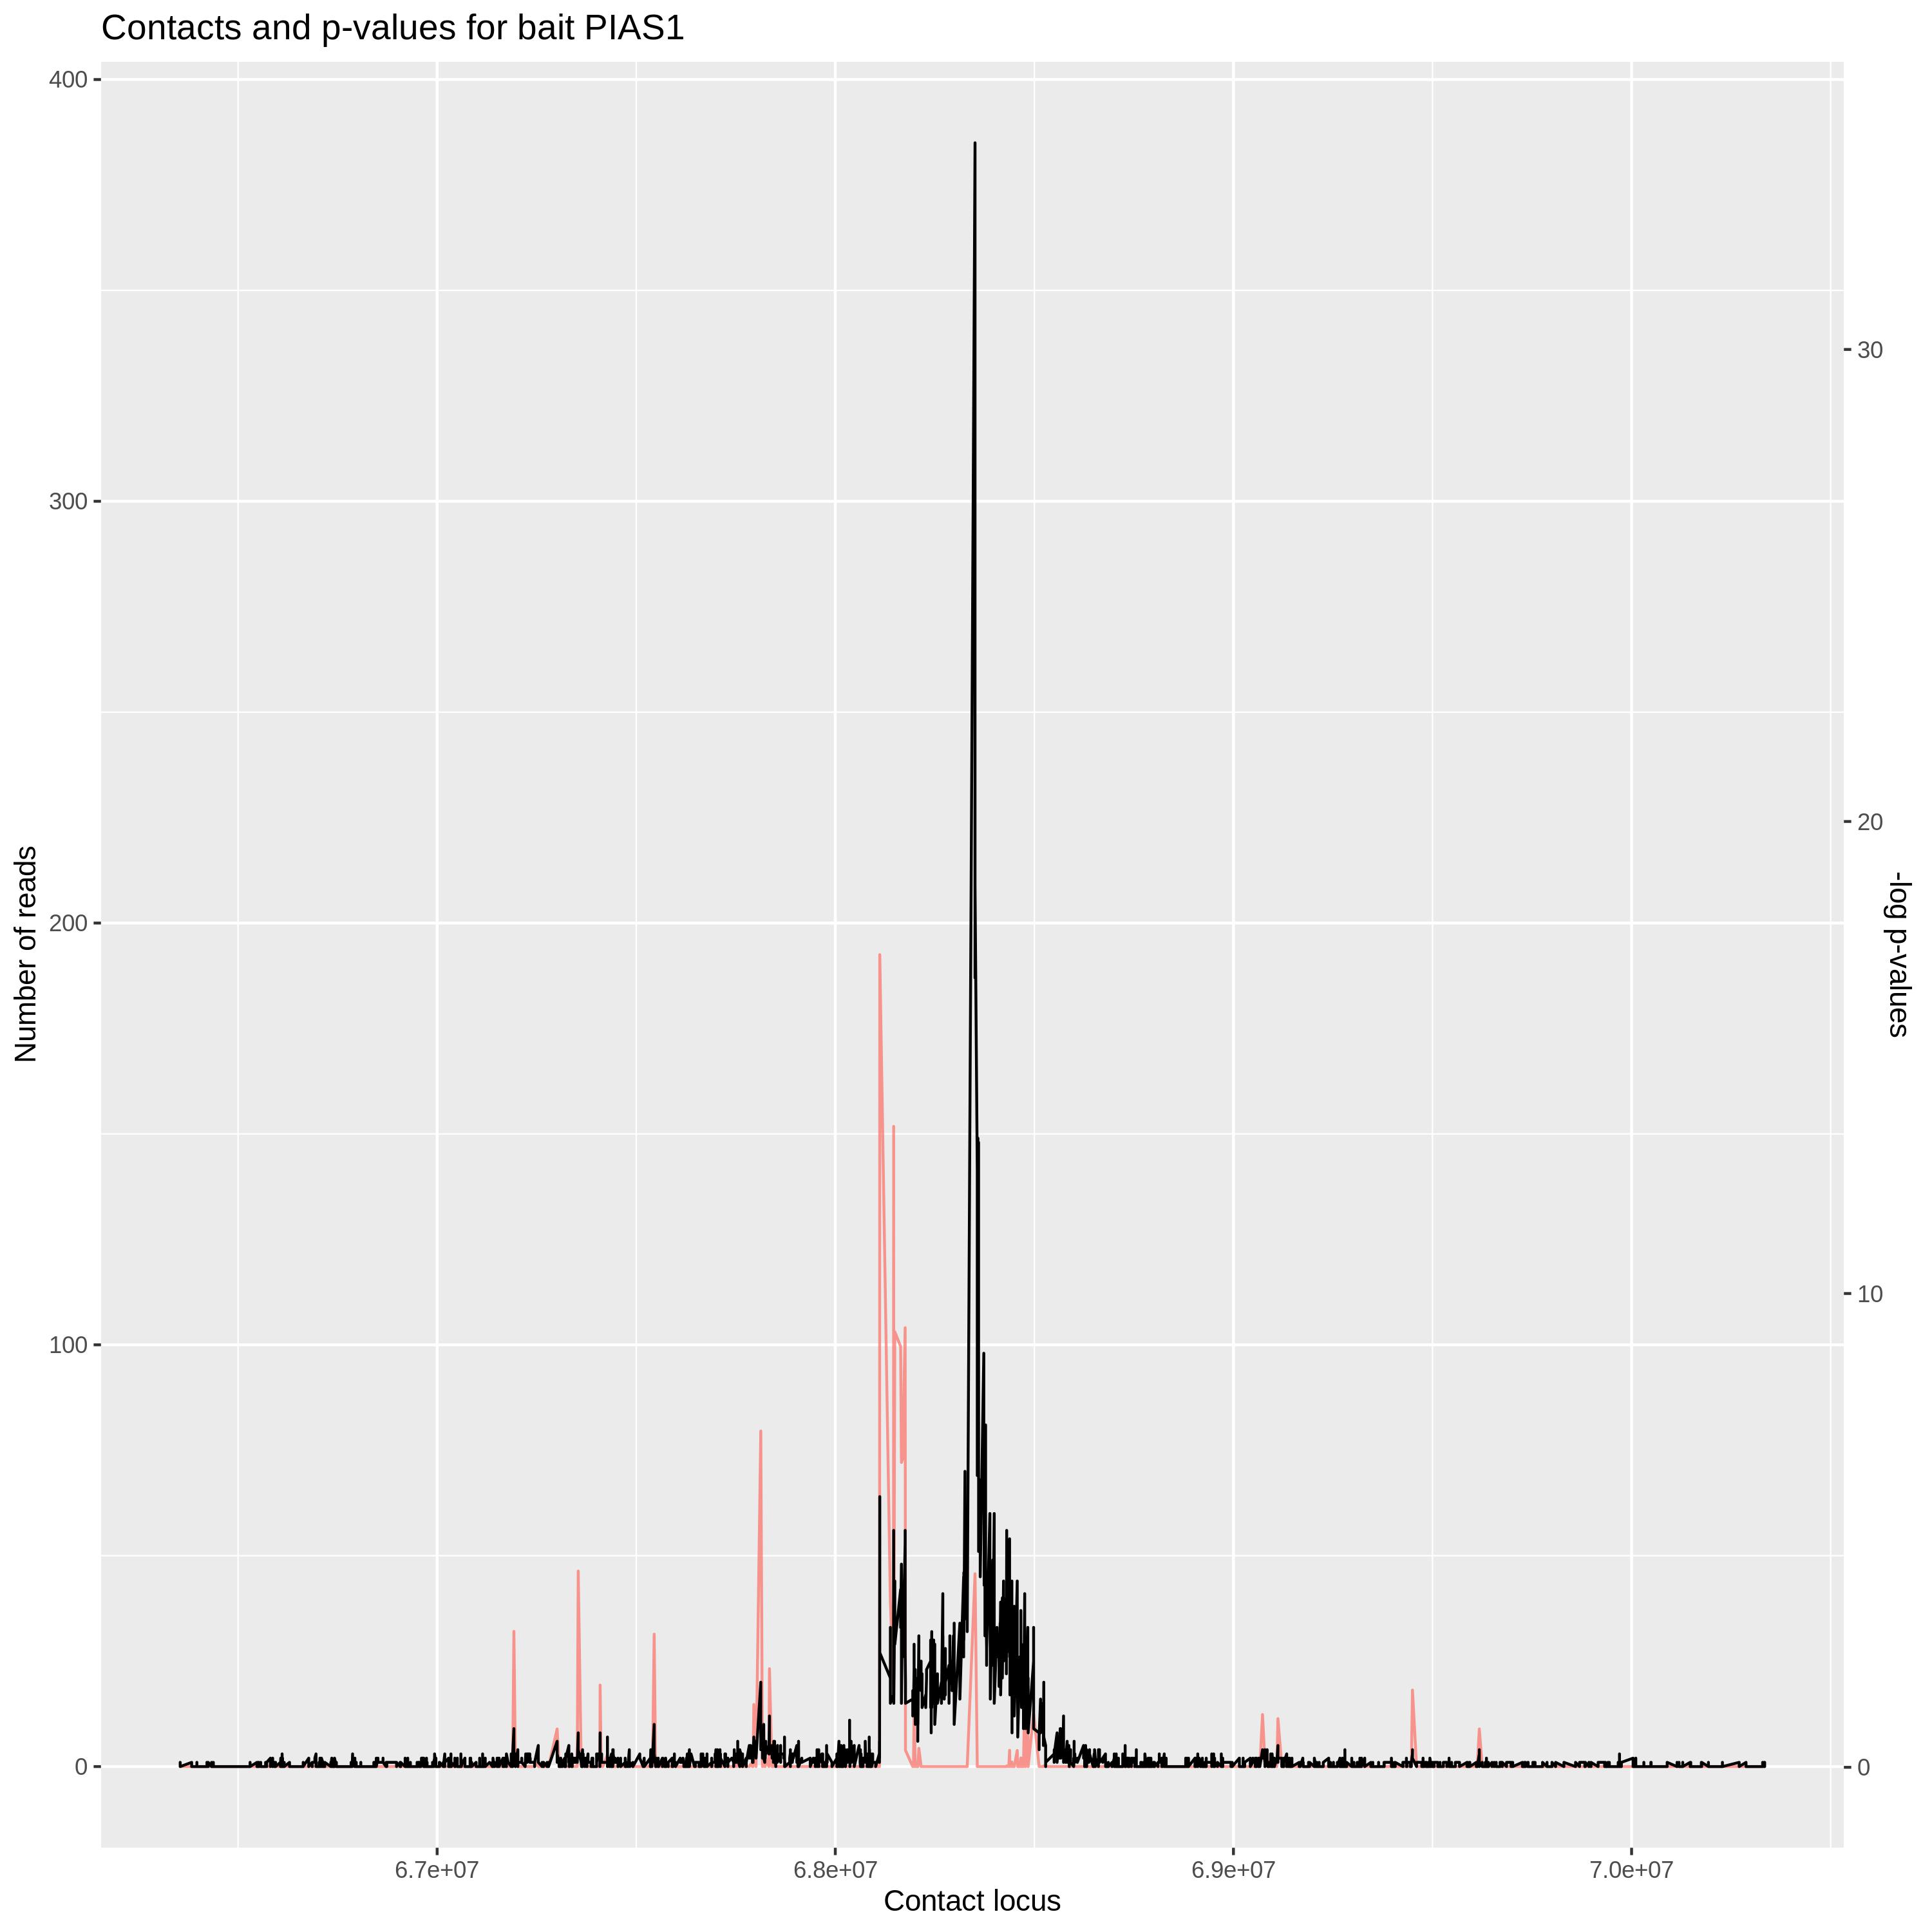 Contacts and p-values for bait PIAS1
400
300
200
100
0
Number of reads
30
20
10
0
-log p-values
6.7e+07
6.8e+07
6.9e+07
7.0e+07
Contact locus